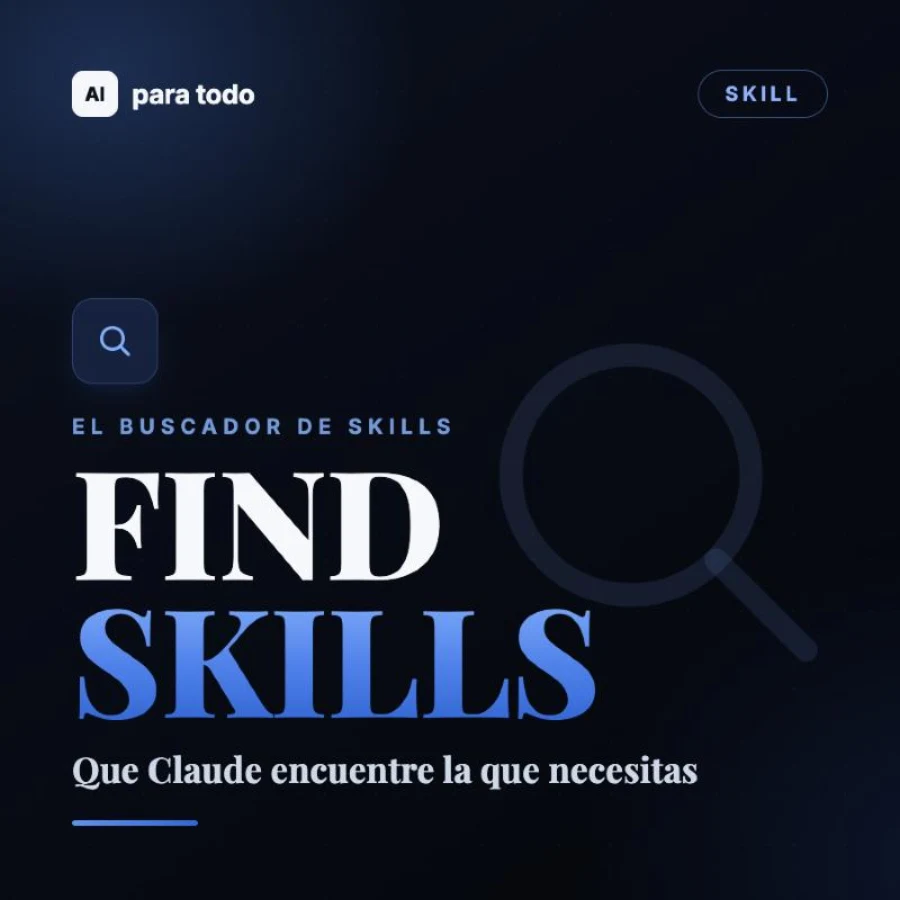 AI para todo
SKILL
EL BUSCADOR DE SKILLS
FIND
SKILLS
Que Claude encuentre la que necesitas